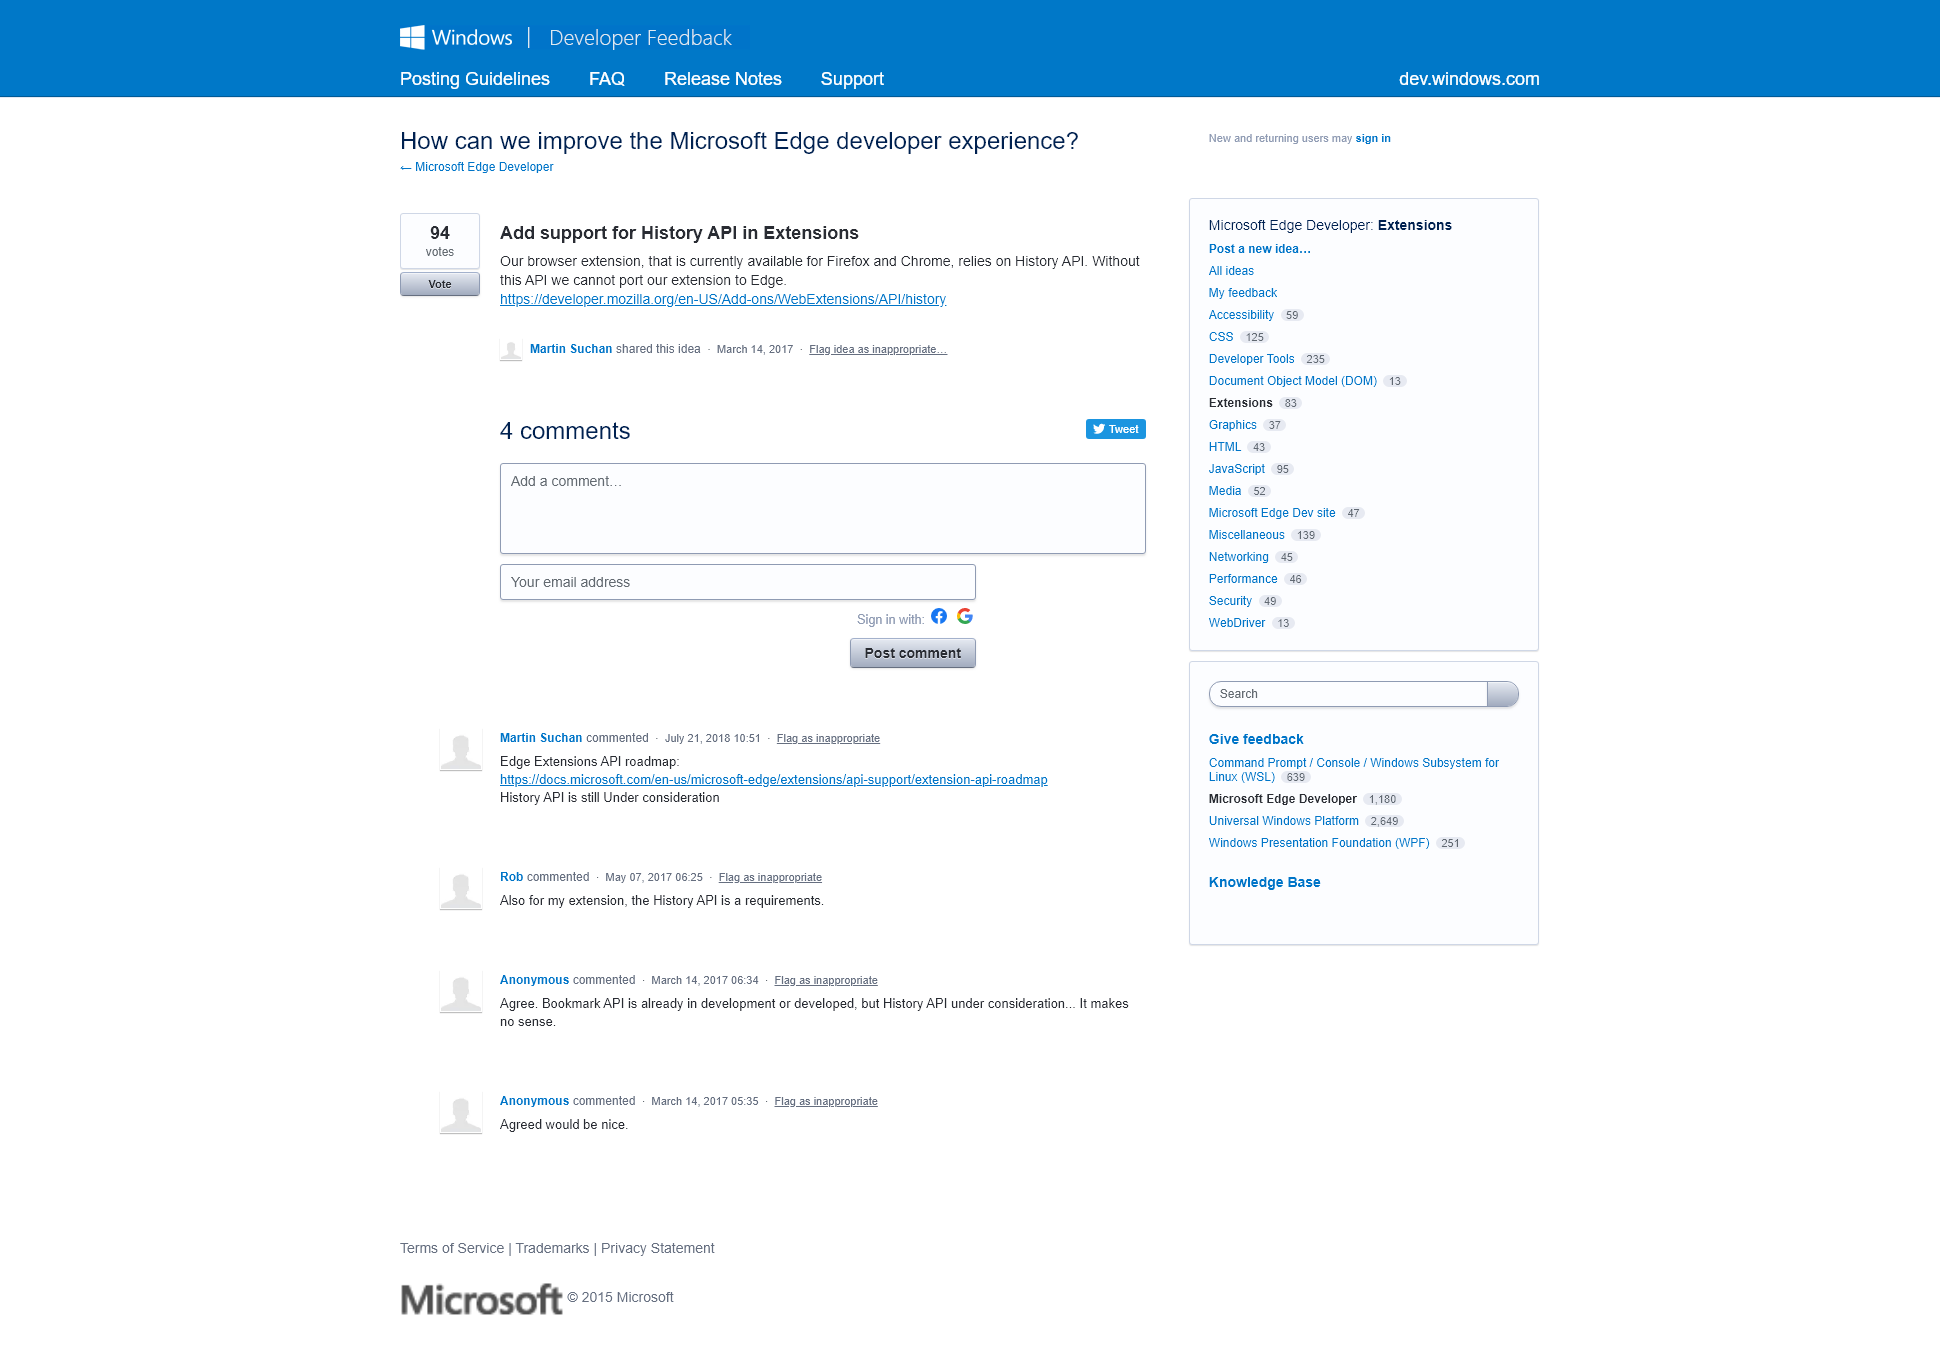 Windows | Developer Feedback
Posting Guidelines FAQ Release Notes Support dev.windows.com
How can we improve the Microsoft Edge developer experience?
← Microsoft Edge Developer
New and returning users may sign in
94
votes
Vote
Add support for History API in Extensions
Our browser extension, that is currently available for Firefox and Chrome, relies on History API. Without
this API we cannot port our extension to Edge.
https://developer.mozilla.org/en-US/Add-ons/WebExtensions/API/history
Martin Suchan shared this idea · March 14, 2017 · Flag idea as inappropriate…
4 comments
Tweet
Add a comment…
Your email address
Sign in with:
Post comment
Martin Suchan commented · July 21, 2018 10:51 · Flag as inappropriate
Edge Extensions API roadmap:
https://docs.microsoft.com/en-us/microsoft-edge/extensions/api-support/extension-api-roadmap
History API is still Under consideration
Rob commented · May 07, 2017 06:25 · Flag as inappropriate
Also for my extension, the History API is a requirements.
Anonymous commented · March 14, 2017 06:34 · Flag as inappropriate
Agree. Bookmark API is already in development or developed, but History API under consideration... It makes
no sense.
Anonymous commented · March 14, 2017 05:35 · Flag as inappropriate
Agreed would be nice.
Microsoft Edge Developer: Extensions
Post a new idea…
All ideas
My feedback
Accessibility 59
CSS 125
Developer Tools 235
Document Object Model (DOM) 13
Extensions 83
Graphics 37
HTML 43
JavaScript 95
Media 52
Microsoft Edge Dev site 47
Miscellaneous 139
Networking 45
Performance 46
Security 49
WebDriver 13
Search
Give feedback
Command Prompt / Console / Windows Subsystem for
Linux (WSL) 639
Microsoft Edge Developer 1,180
Universal Windows Platform 2,649
Windows Presentation Foundation (WPF) 251
Knowledge Base
Terms of Service | Trademarks | Privacy Statement
Microsoft © 2015 Microsoft